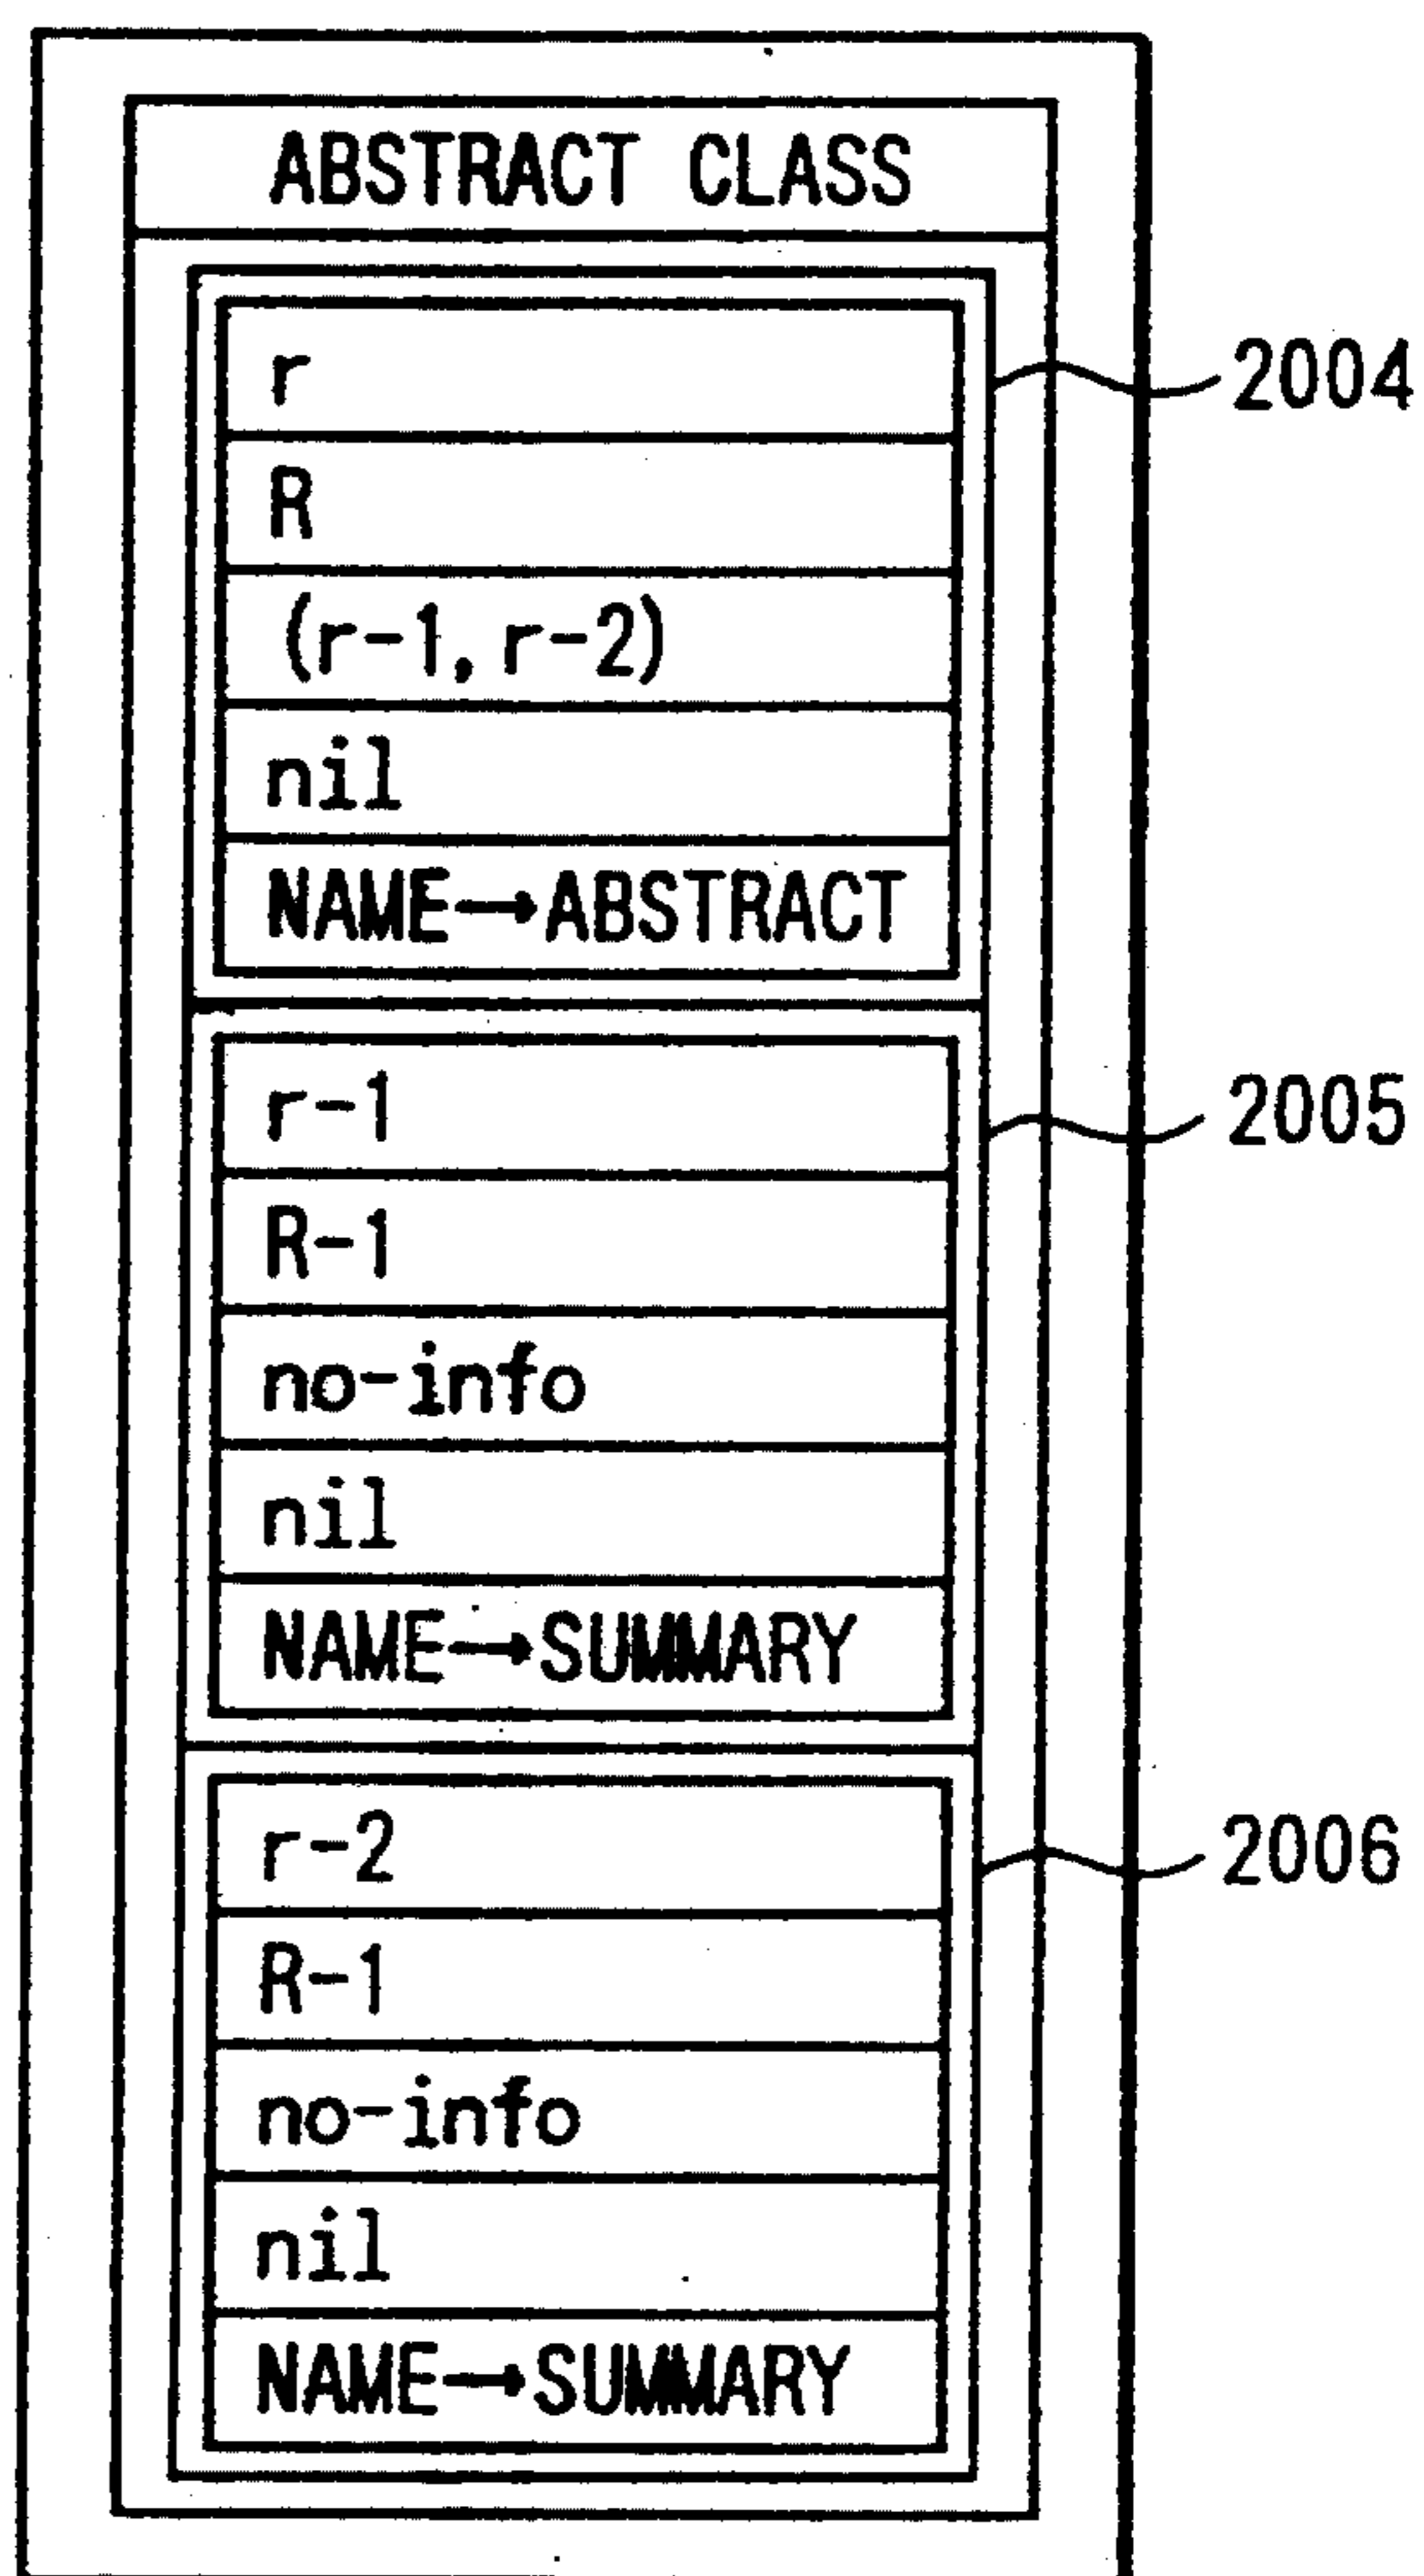 ABSTRACT CLASS
r
2004
R
(r-1, r-2)
nil
NAME→ABSTRACT
r-1
2005
R-1
no-info
nil
NAME→SUMMARY
r-2
2006
R-1
no-info
nil
NAME→SUMMARY